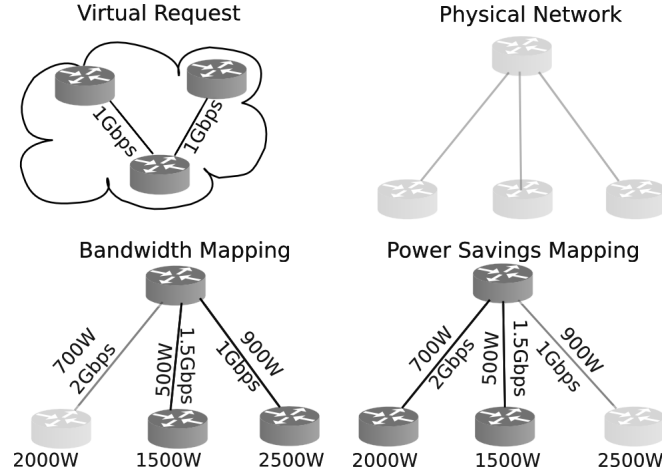 Virtual Request
Physical Network
1Gbps
1Gbps
Bandwidth Mapping
Power Savings Mapping
700W
2Gbps
500W
1.5Gbps
900W
1Gbps
700W
2Gbps
500W
1.5Gbps
900W
1Gbps
2000W
1500W
2500W
2000W
1500W
2500W